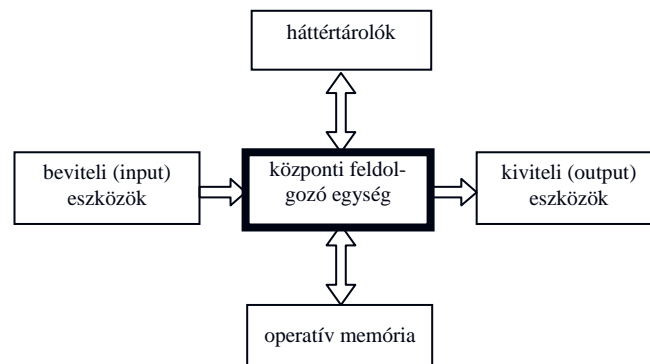 háttértárolók
beviteli (input)
eszközök
központi feldol-
gozó egység
kiviteli (output)
eszközök
operatív memória